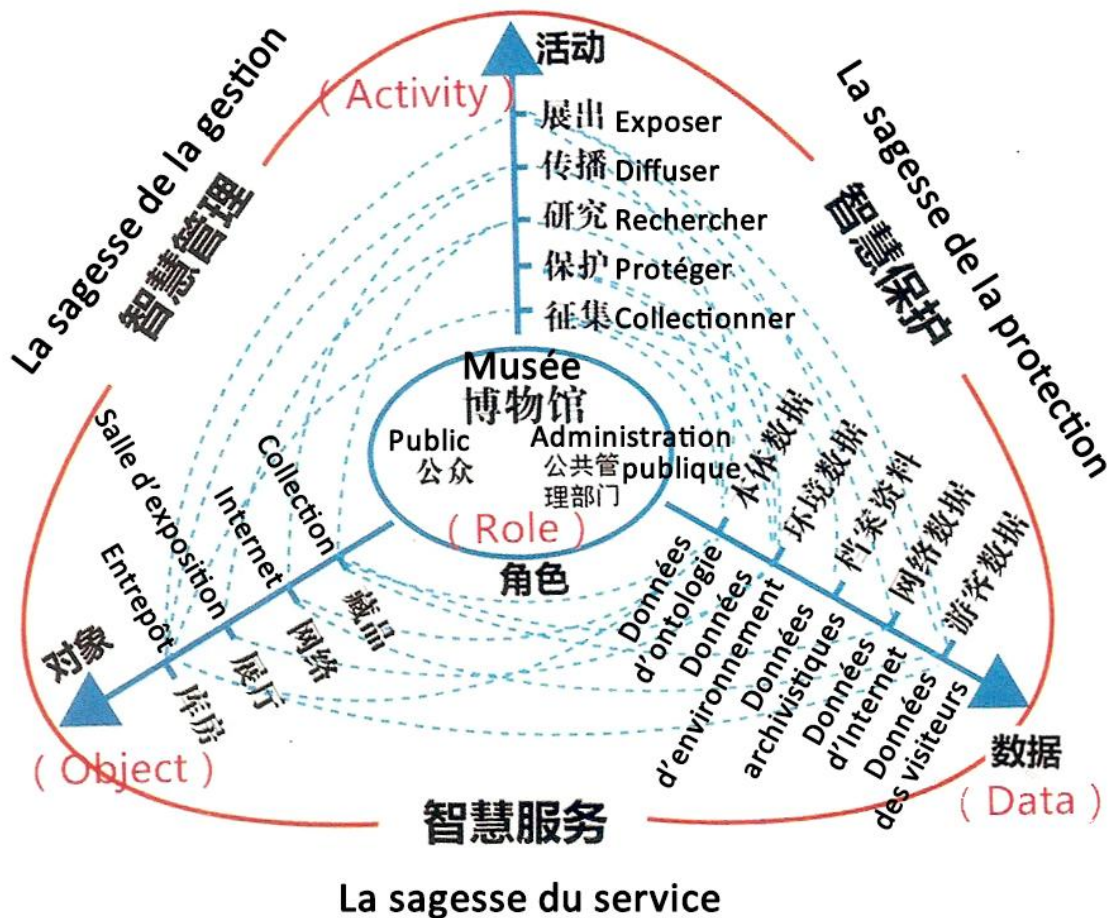 活动
( Activity )
展出 Exposer
传播 Diffuser
研究 Rechercher
保护 Protéger
征集 Collectionner
La sagesse de la gestion
智慧管理
La sagesse de la protection
智慧保护
Musée
博物馆
Public
公众
Administration
publique
公共管
理部门
( Role )
角色
Collection
Internet
Salle d'exposition
Entrepôt
藏品
网络
展厅
库房
对象
( Object )
本体数据
环境数据
档案资料
网络数据
游客数据
Données
d'ontologie
Données
d'environnement
Données
archivistiques
Données
d'Internet
Données
des visiteurs
数据
( Data )
智慧服务
La sagesse du service